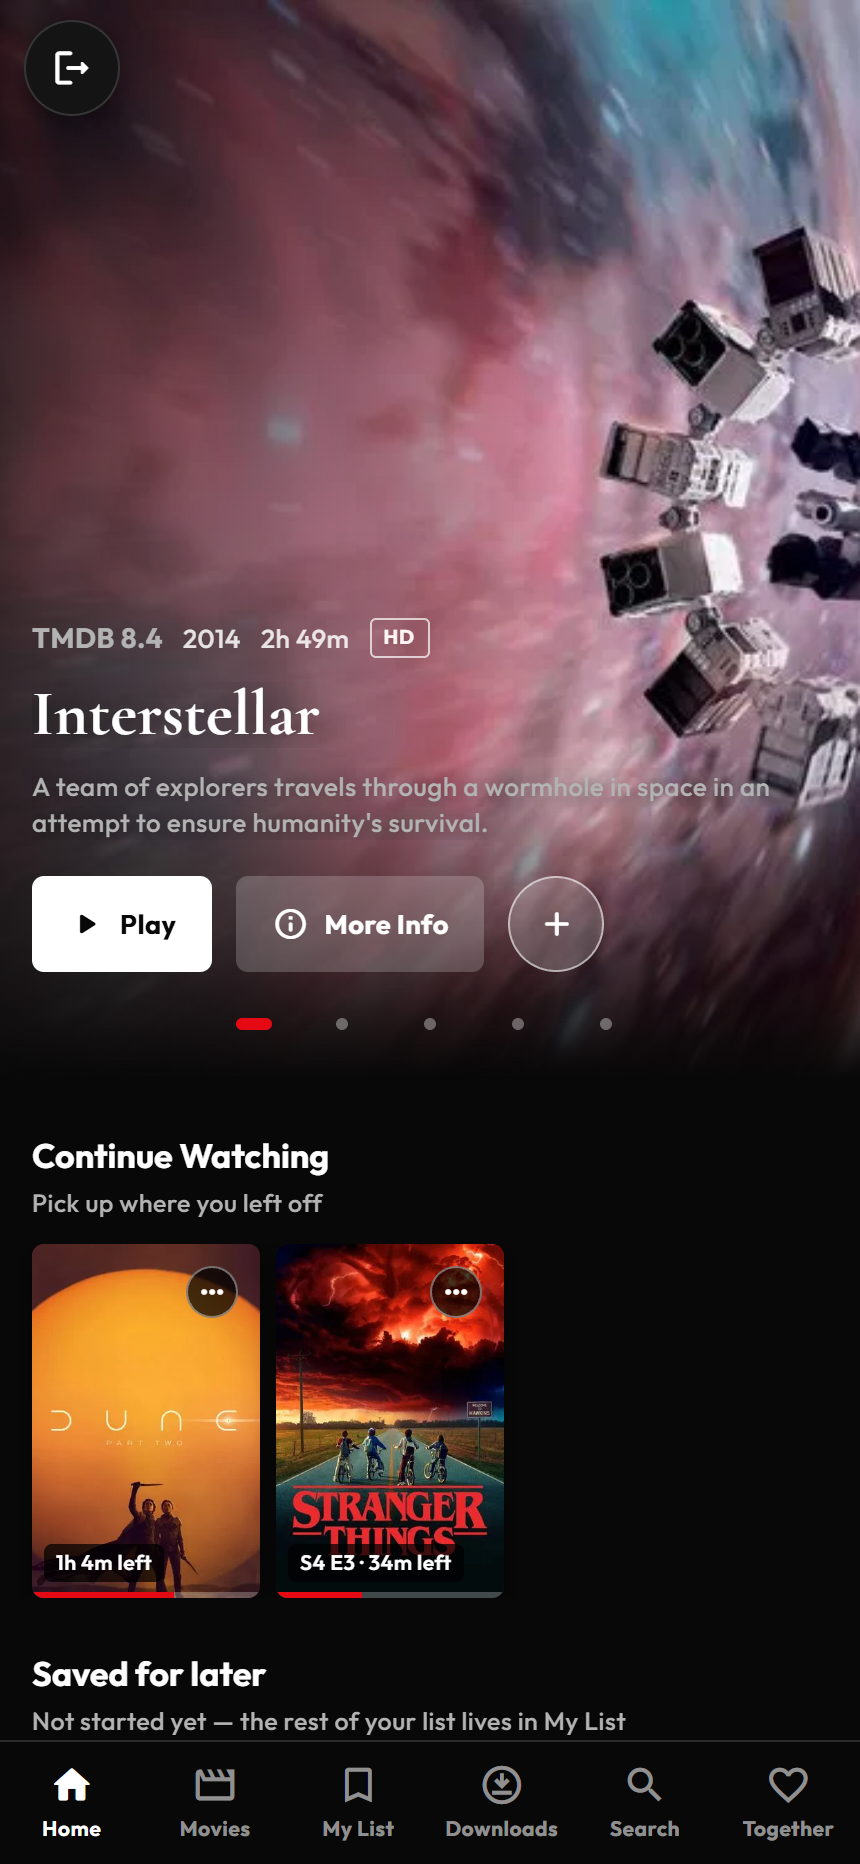 TMDB 8.4 2014 2h 49m HD
Interstellar
A team of explorers travels through a wormhole in space in an
attempt to ensure humanity's survival.
Play More Info
Continue Watching
Pick up where you left off
DUNE
PART TWO
1h 4m left
WELCOME TO
HAWKINS
STRANGER
THINGS
S4 E3 · 34m left
Saved for later
Not started yet — the rest of your list lives in My List
Home Movies My List Downloads Search Together